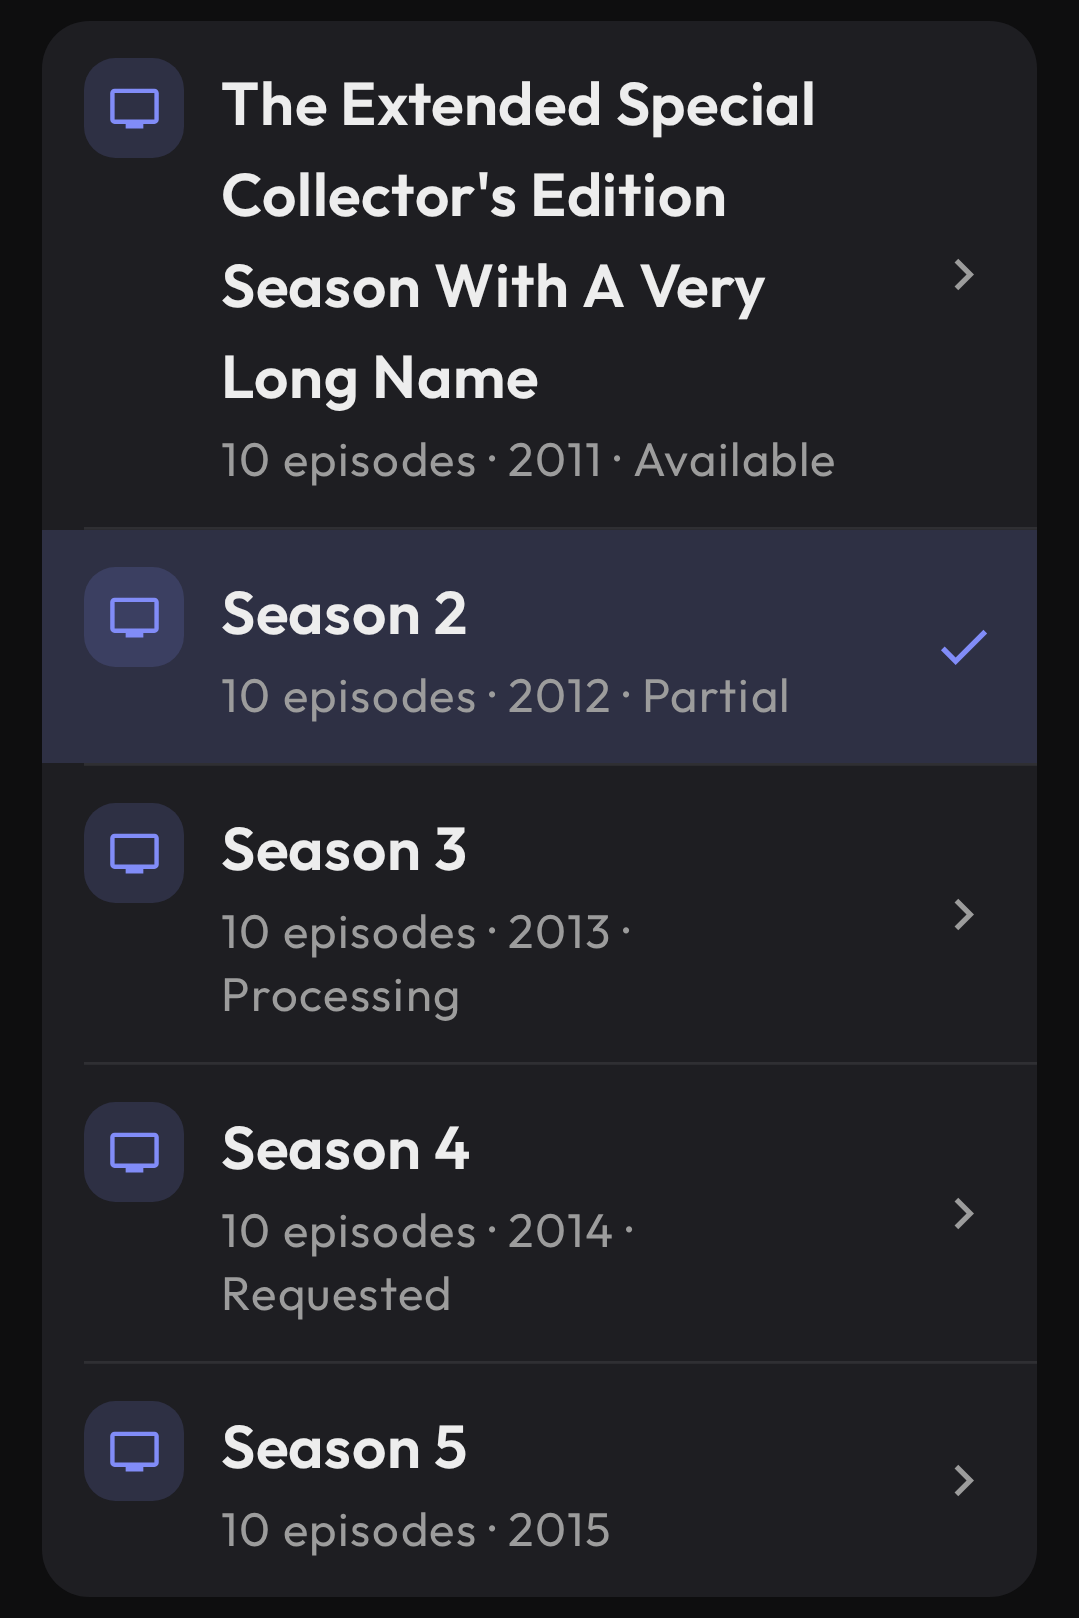 The Extended Special
Collector's Edition
Season With A Very
Long Name
10 episodes · 2011 · Available
Season 2
10 episodes · 2012 · Partial
Season 3
10 episodes · 2013 ·
Processing
Season 4
10 episodes · 2014 ·
Requested
Season 5
10 episodes · 2015